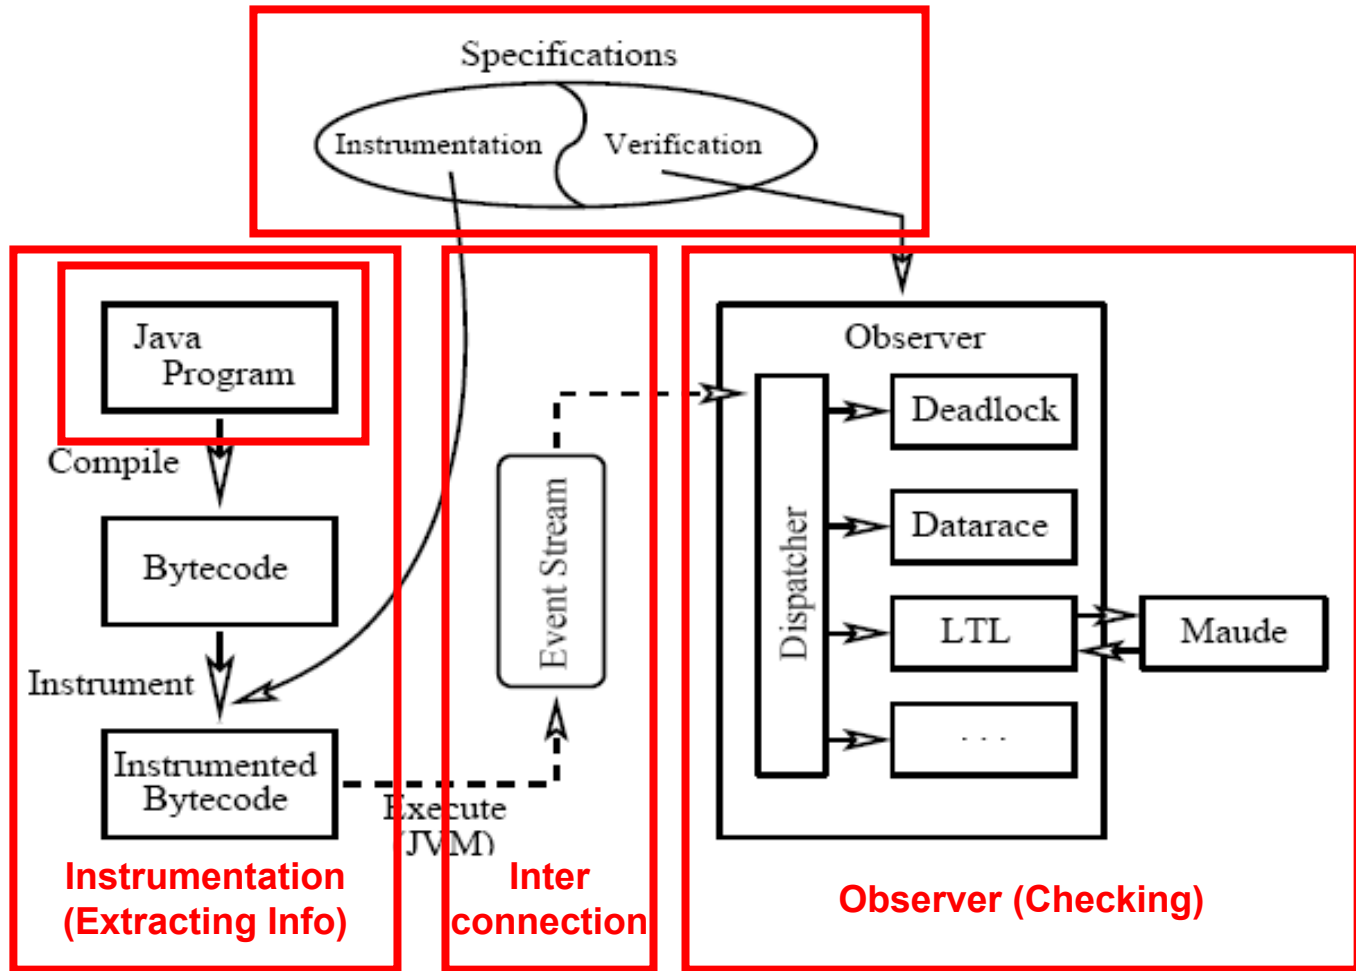 Specifications
Instrumentation
Verification
Java
Program
Compile
Bytecode
Instrument
Instrumented
Bytecode
Execute
(JVM)
Event Stream
Observer
Dispatcher
Deadlock
Datarace
LTL
. . .
Maude
Instrumentation
(Extracting Info)
Inter
connection
Observer (Checking)